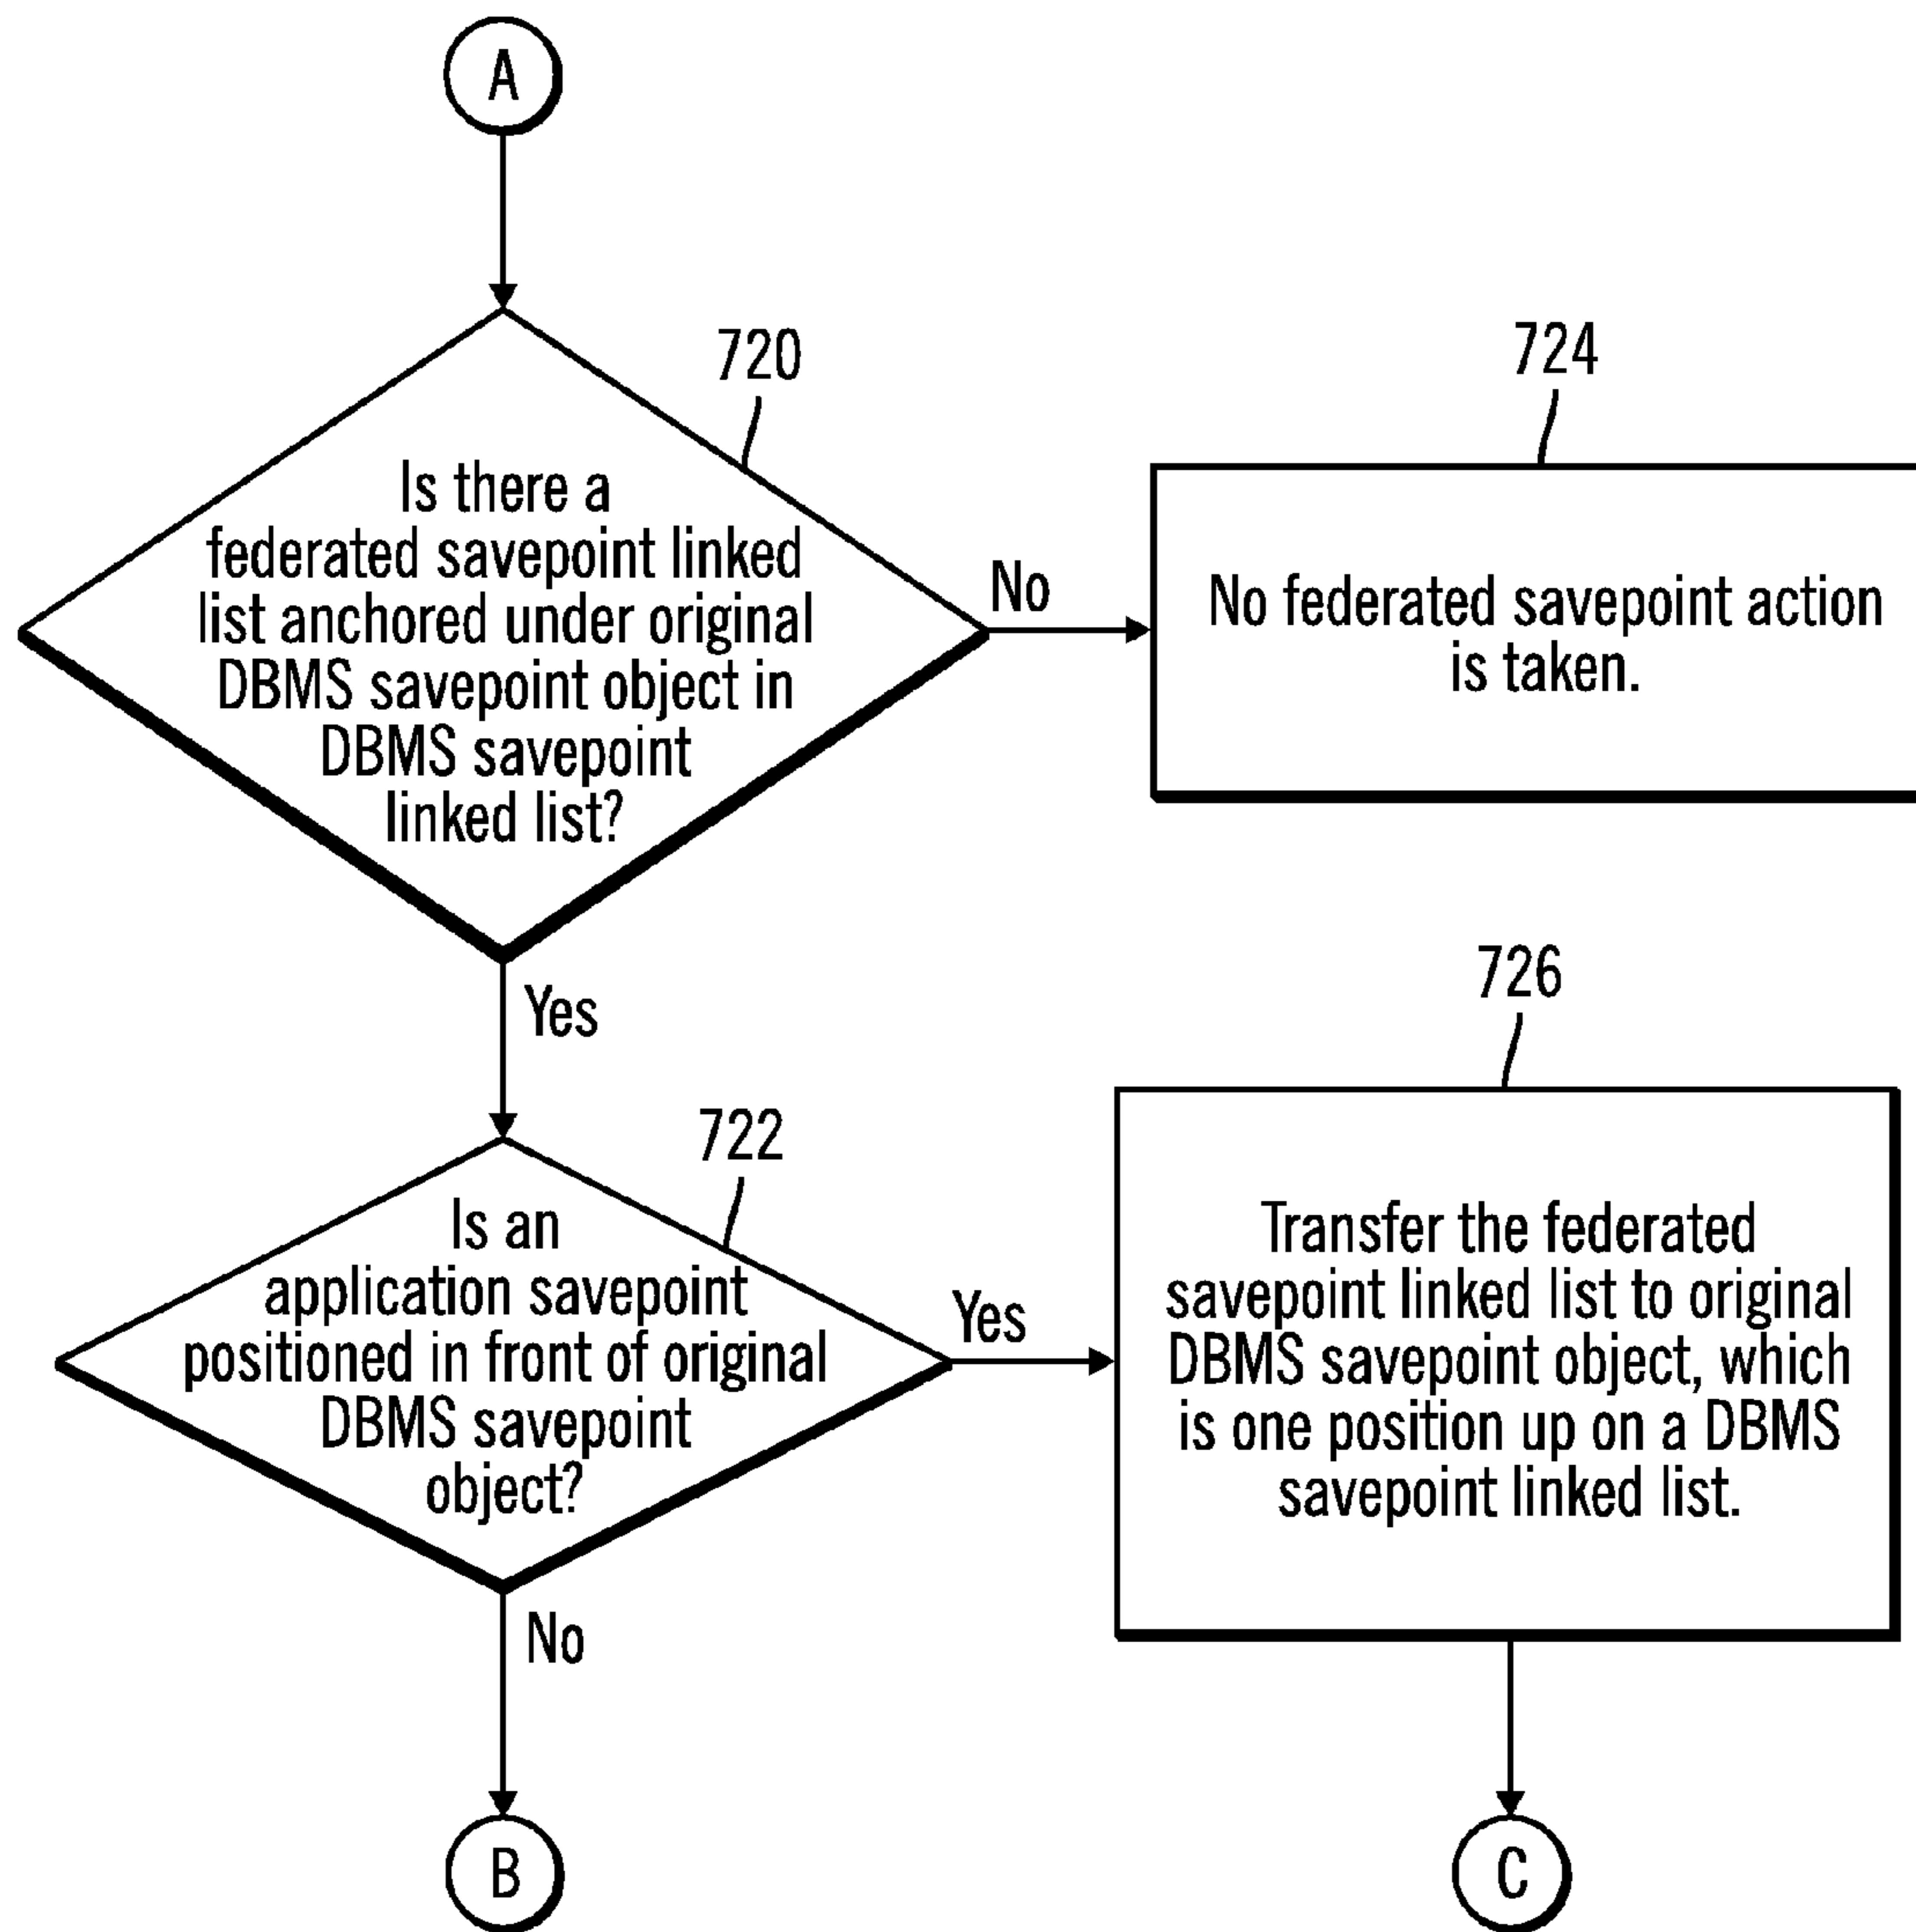 A
720
Is there a
federated savepoint linked
list anchored under original
DBMS savepoint object in
DBMS savepoint
linked list?
No
724
No federated savepoint action
is taken.
Yes
722
Is an
application savepoint
positioned in front of original
DBMS savepoint
object?
Yes
726
Transfer the federated
savepoint linked list to original
DBMS savepoint object, which
is one position up on a DBMS
savepoint linked list.
No
B
C